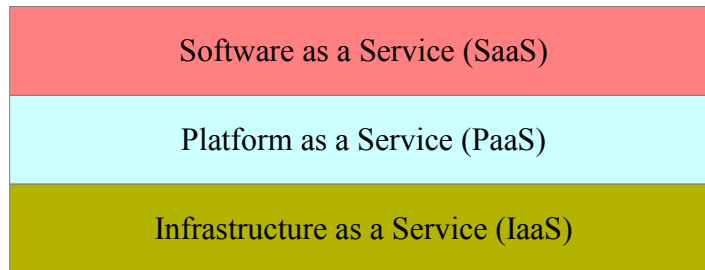 Software as a Service (SaaS)
Platform as a Service (PaaS)
Infrastructure as a Service (IaaS)